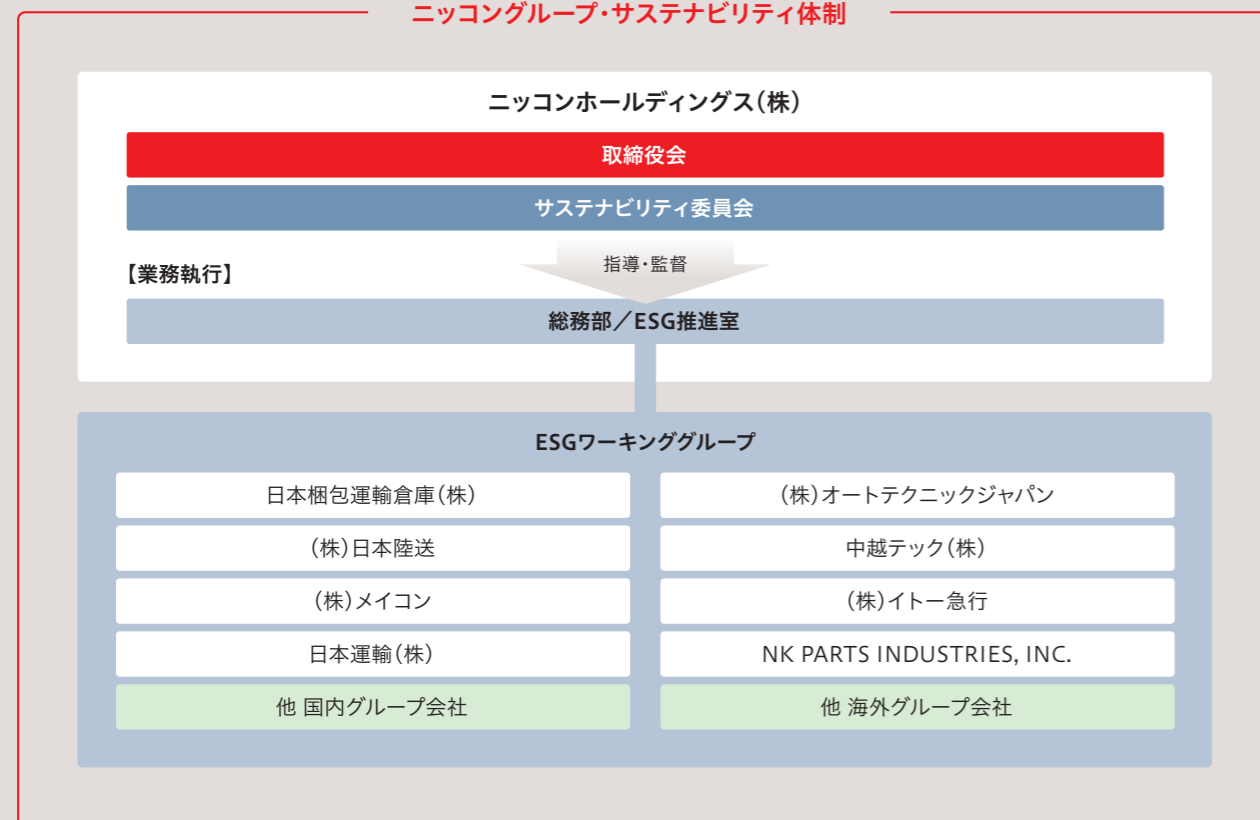 ニッコングループ・サステナビリティ体制
ニッコンホールディングス(株)
取締役会
サステナビリティ委員会
指導・監督
【業務執行】
総務部／ESG推進室
ESGワーキンググループ
日本梱包運輸倉庫(株)
(株)オートテクニックジャパン
(株)日本陸送
中越テック(株)
(株)メイコン
(株)イトー急行
日本運輸(株)
NK PARTS INDUSTRIES, INC.
他 国内グループ会社
他 海外グループ会社